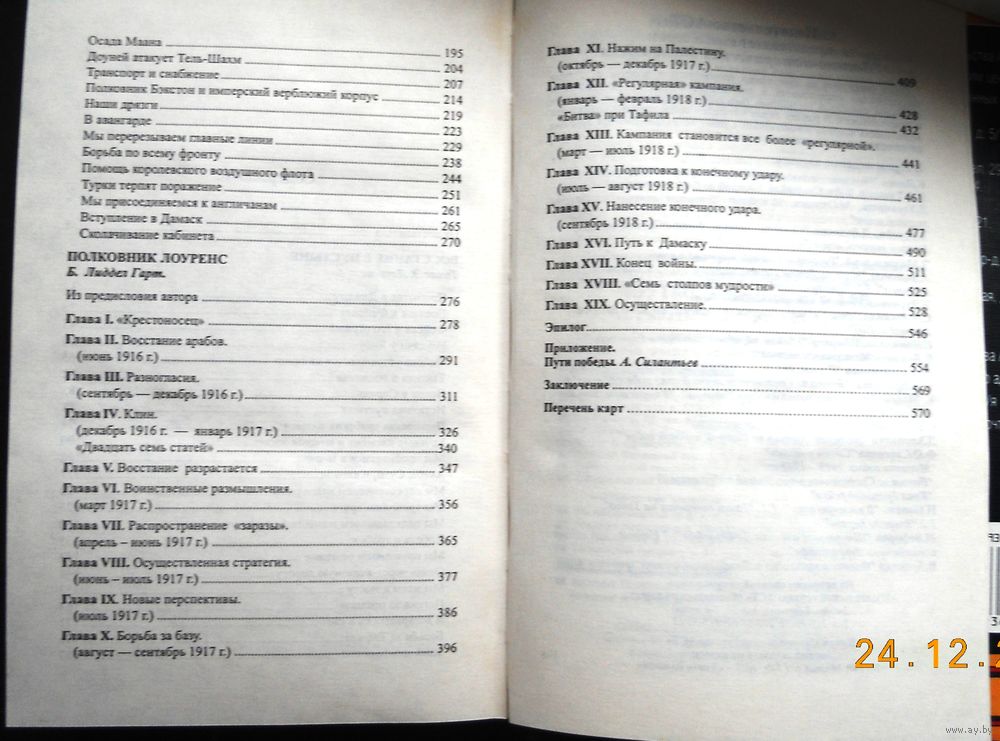 Осада Маана 195
Доуней атакует Тель-Шахм 204
Транспорт и снабжение 207
Полковник Бэкстон и имперский верблюжий корпус 214
Наши дрязги 219
В авангарде 223
Мы перерезываем главные линии 229
Борьба по всему фронту 238
Помощь королевского воздушного флота 244
Турки терпят поражение 251
Мы присоединяемся к англичанам 261
Вступление в Дамаск 265
Сколачивание кабинета 270
ПОЛКОВНИК ЛОУРЕНС
Б. Лиддел Гарт.
Из предисловия автора 276
Глава I. «Крестоносец» 278
Глава II. Восстание арабов.
(июнь 1916 г.) 291
Глава III. Разногласия.
(сентябрь — декабрь 1916 г.) 311
Глава IV. Клин.
(декабрь 1916 г. — январь 1917 г.) 326
«Двадцать семь статей» 340
Глава V. Восстание разрастается 347
Глава VI. Воинственные размышления.
(март 1917 г.) 356
Глава VII. Распространение «заразы».
(апрель – июнь 1917 г.) 365
Глава VIII. Осуществленная стратегия.
(июнь – июль 1917 г.) 377
Глава IX. Новые перспективы.
(июль 1917 г.) 386
Глава X. Борьба за базу.
(август — сентябрь 1917 г.) 396
Глава XI. Нажим на Палестину.
(октябрь — декабрь 1917 г.) 409
Глава XII. «Регулярная» кампания.
(январь — февраль 1918 г.) 428
«Битва» при Тафила 432
Глава XIII. Кампания становится все более «регулярной».
(март — июль 1918 г.) 441
Глава XIV. Подготовка к конечному удару.
(июль — август 1918 г.) 461
Глава XV. Нанесение конечного удара.
(сентябрь 1918 г.) 477
Глава XVI. Путь к Дамаску 490
Глава XVII. Конец войны. 511
Глава XVIII. «Семь столпов мудрости» 525
Глава XIX. Осуществление. 528
Эпилог 546
Приложение.
Пути победы. А. Силантьев 554
Заключение 569
Перечень карт 570
24.12.
www.ay.by